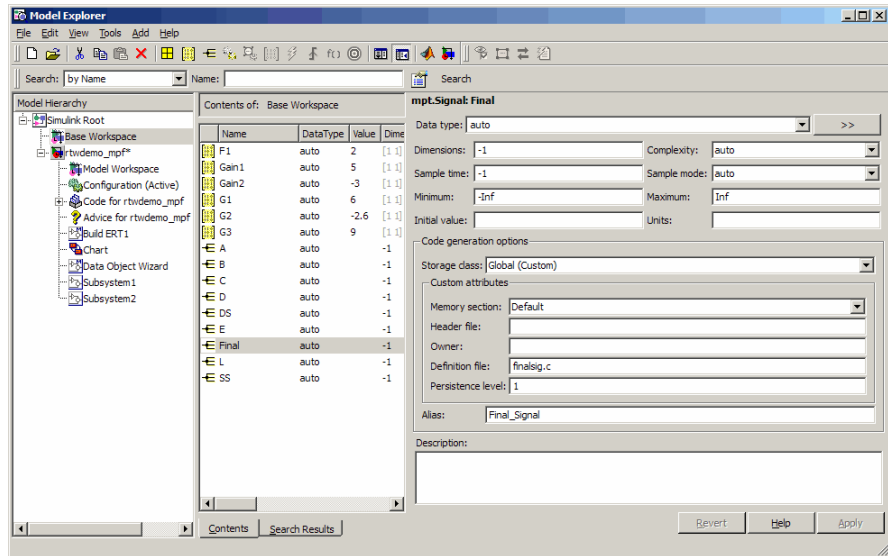 Model Explorer
File Edit View Tools Add Help
Search: by Name Name: Search
Model Hierarchy
Simulink Root
Base Workspace
rtwdemo_mpf*
Model Workspace
Configuration (Active)
Code for rtwdemo_mpf
Advice for rtwdemo_mpf
Build ERT1
Chart
Data Object Wizard
Subsystem1
Subsystem2
Contents of: Base Workspace
Name DataType Value Dime
F1 auto 2 [1 1]
Gain1 auto 5 [1 1]
Gain2 auto -3 [1 1]
G1 auto 6 [1 1]
G2 auto -2.6 [1 1]
G3 auto 9 [1 1]
A auto -1
B auto -1
C auto -1
D auto -1
DS auto -1
E auto -1
Final auto -1
L auto -1
SS auto -1
Contents Search Results
mpt.Signal: Final
Data type: auto >>
Dimensions: -1 Complexity: auto
Sample time: -1 Sample mode: auto
Minimum: -Inf Maximum: Inf
Initial value: Units:
Code generation options
Storage class: Global (Custom)
Custom attributes
Memory section: Default
Header file:
Owner:
Definition file: finalsig.c
Persistence level: 1
Alias: Final_Signal
Description:
Revert Help Apply